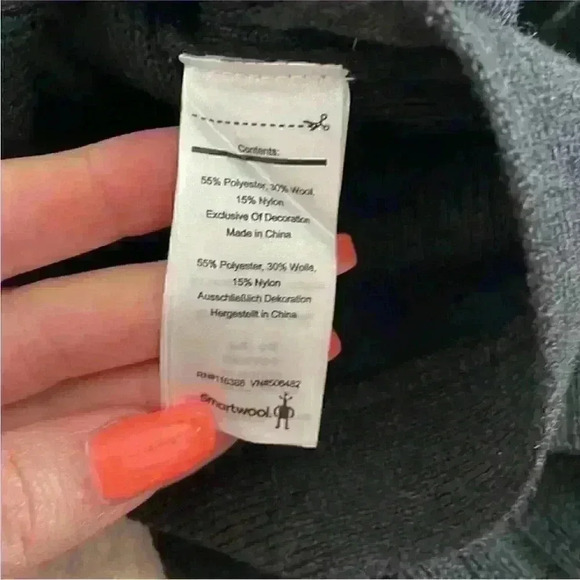 Contents:
55% Polyester, 30% Wool,
15% Nylon
Exclusive Of Decoration
Made in China
55% Polyester, 30% Wolle,
15% Nylon
Ausschließlich Dekoration
Hergestellt in China
RN#116388 VN#506482
Smartwool